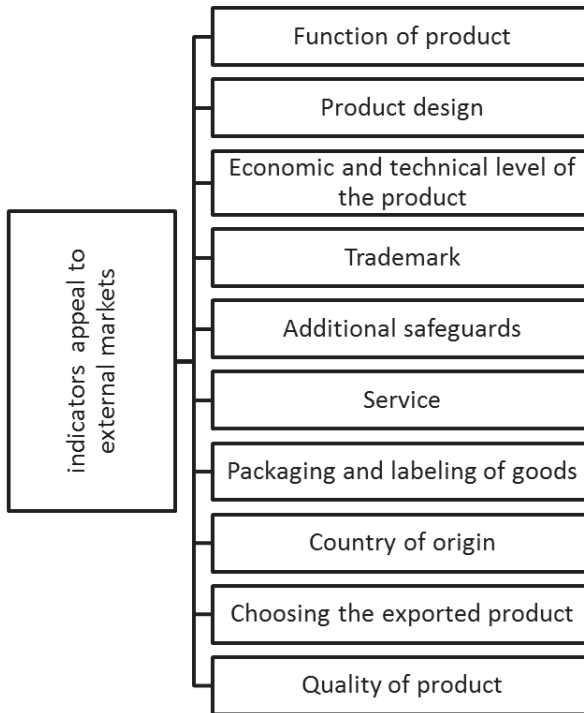 indicators appeal to
external markets
Function of product
Product design
Economic and technical level of
the product
Trademark
Additional safeguards
Service
Packaging and labeling of goods
Country of origin
Choosing the exported product
Quality of product